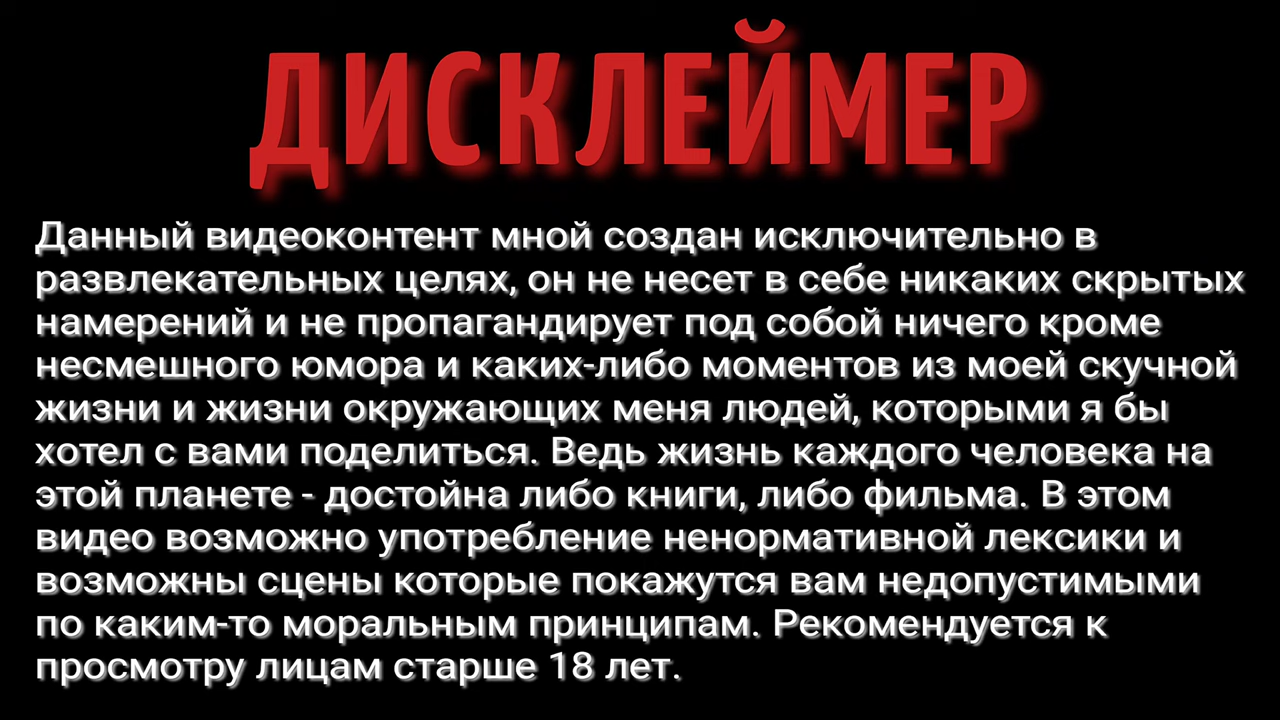 ДИСКЛЕЙМЕР
Данный видеоконтент мной создан исключительно в
развлекательных целях, он не несет в себе никаких скрытых
намерений и не пропагандирует под собой ничего кроме
несмешного юмора и каких-либо моментов из моей скучной
жизни и жизни окружающих меня людей, которыми я бы
хотел с вами поделиться. Ведь жизнь каждого человека на
этой планете - достойна либо книги, либо фильма. В этом
видео возможно употребление ненормативной лексики и
возможны сцены которые покажутся вам недопустимыми
по каким-то моральным принципам. Рекомендуется к
просмотру лицам старше 18 лет.